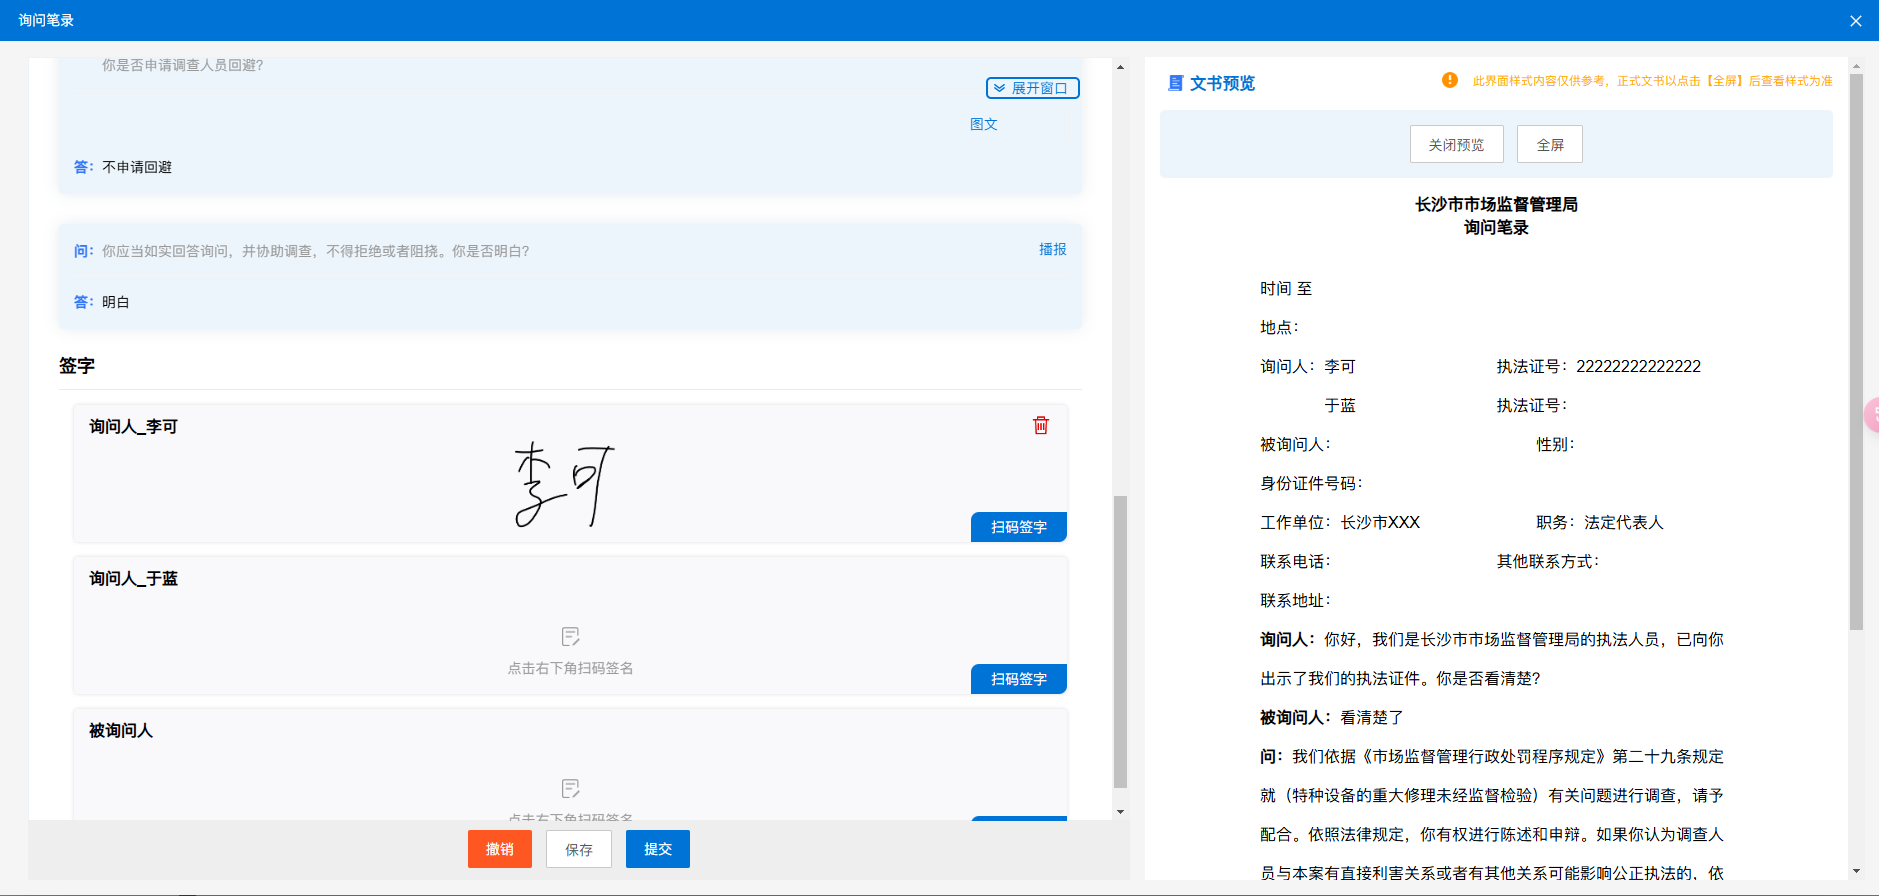 询问笔录
你是否申请调查人员回避?
展开窗口
图文
答：不申请回避
问：你应当如实回答询问，并协助调查，不得拒绝或者阻挠。你是否明白?
播报
答：明白
签字
询问人_李可
李可
扫码签字
询问人_于蓝
点击右下角扫码签名
扫码签字
被询问人
点击右下角扫码签名
撤销
保存
提交
文书预览
此界面样式内容仅供参考，正式文书以点击【全屏】后查看样式为准
关闭预览
全屏
长沙市市场监督管理局
询问笔录
时间 至
地点：
询问人：李可 执法证号：22222222222222
于蓝 执法证号：
被询问人： 性别：
身份证件号码：
工作单位：长沙市XXX 职务：法定代表人
联系电话： 其他联系方式：
联系地址：
询问人：你好，我们是长沙市市场监督管理局的执法人员，已向你
出示了我们的执法证件。你是否看清楚?
被询问人：看清楚了
问：我们依据《市场监督管理行政处罚程序规定》第二十九条规定
就（特种设备的重大修理未经监督检验）有关问题进行调查，请予
配合。依照法律规定，你有权进行陈述和申辩。如果你认为调查人
员与本案有直接利害关系或者有其他关系可能影响公正执法的，依